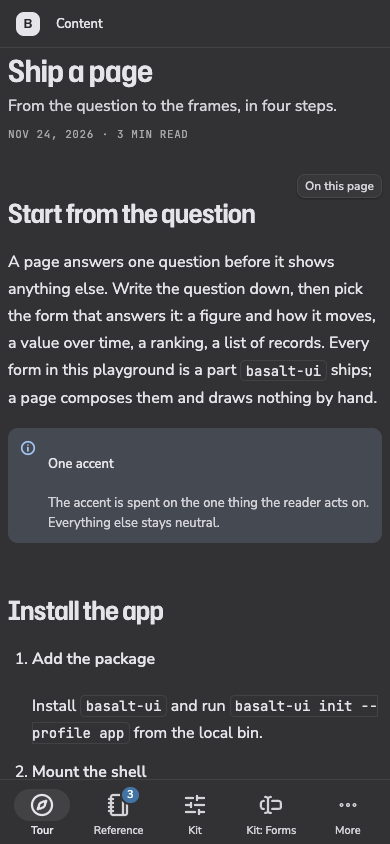 B Content
Ship a page
From the question to the frames, in four steps.
NOV 24, 2026 · 3 MIN READ
On this page
Start from the question
A page answers one question before it shows
anything else. Write the question down, then pick
the form that answers it: a figure and how it moves,
a value over time, a ranking, a list of records. Every
form in this playground is a part basalt-ui ships;
a page composes them and draws nothing by hand.
One accent
The accent is spent on the one thing the reader acts on.
Everything else stays neutral.
Install the app
1. Add the package
Install basalt-ui and run basalt-ui init --
profile app from the local bin.
2. Mount the shell
3
Tour Reference Kit Kit: Forms More